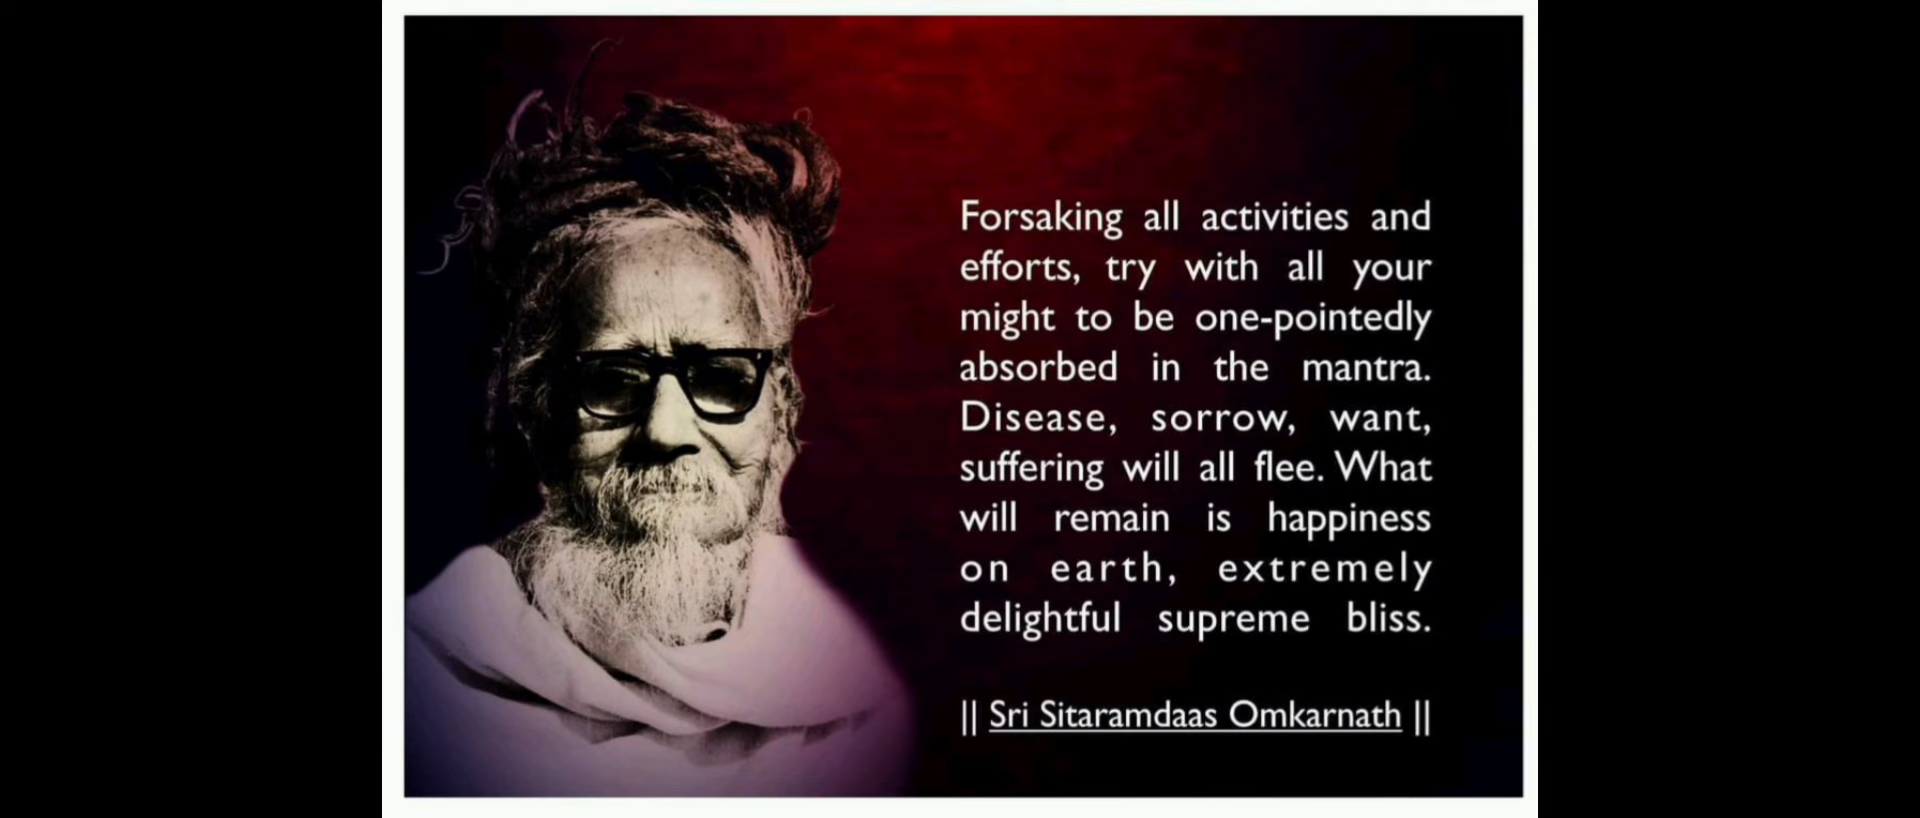 Forsaking all activities and
efforts, try with all your
might to be one-pointedly
absorbed in the mantra.
Disease, sorrow, want,
suffering will all flee. What
will remain is happiness
on earth, extremely
delightful supreme bliss.
|| Sri Sitaramdaas Omkarnath ||